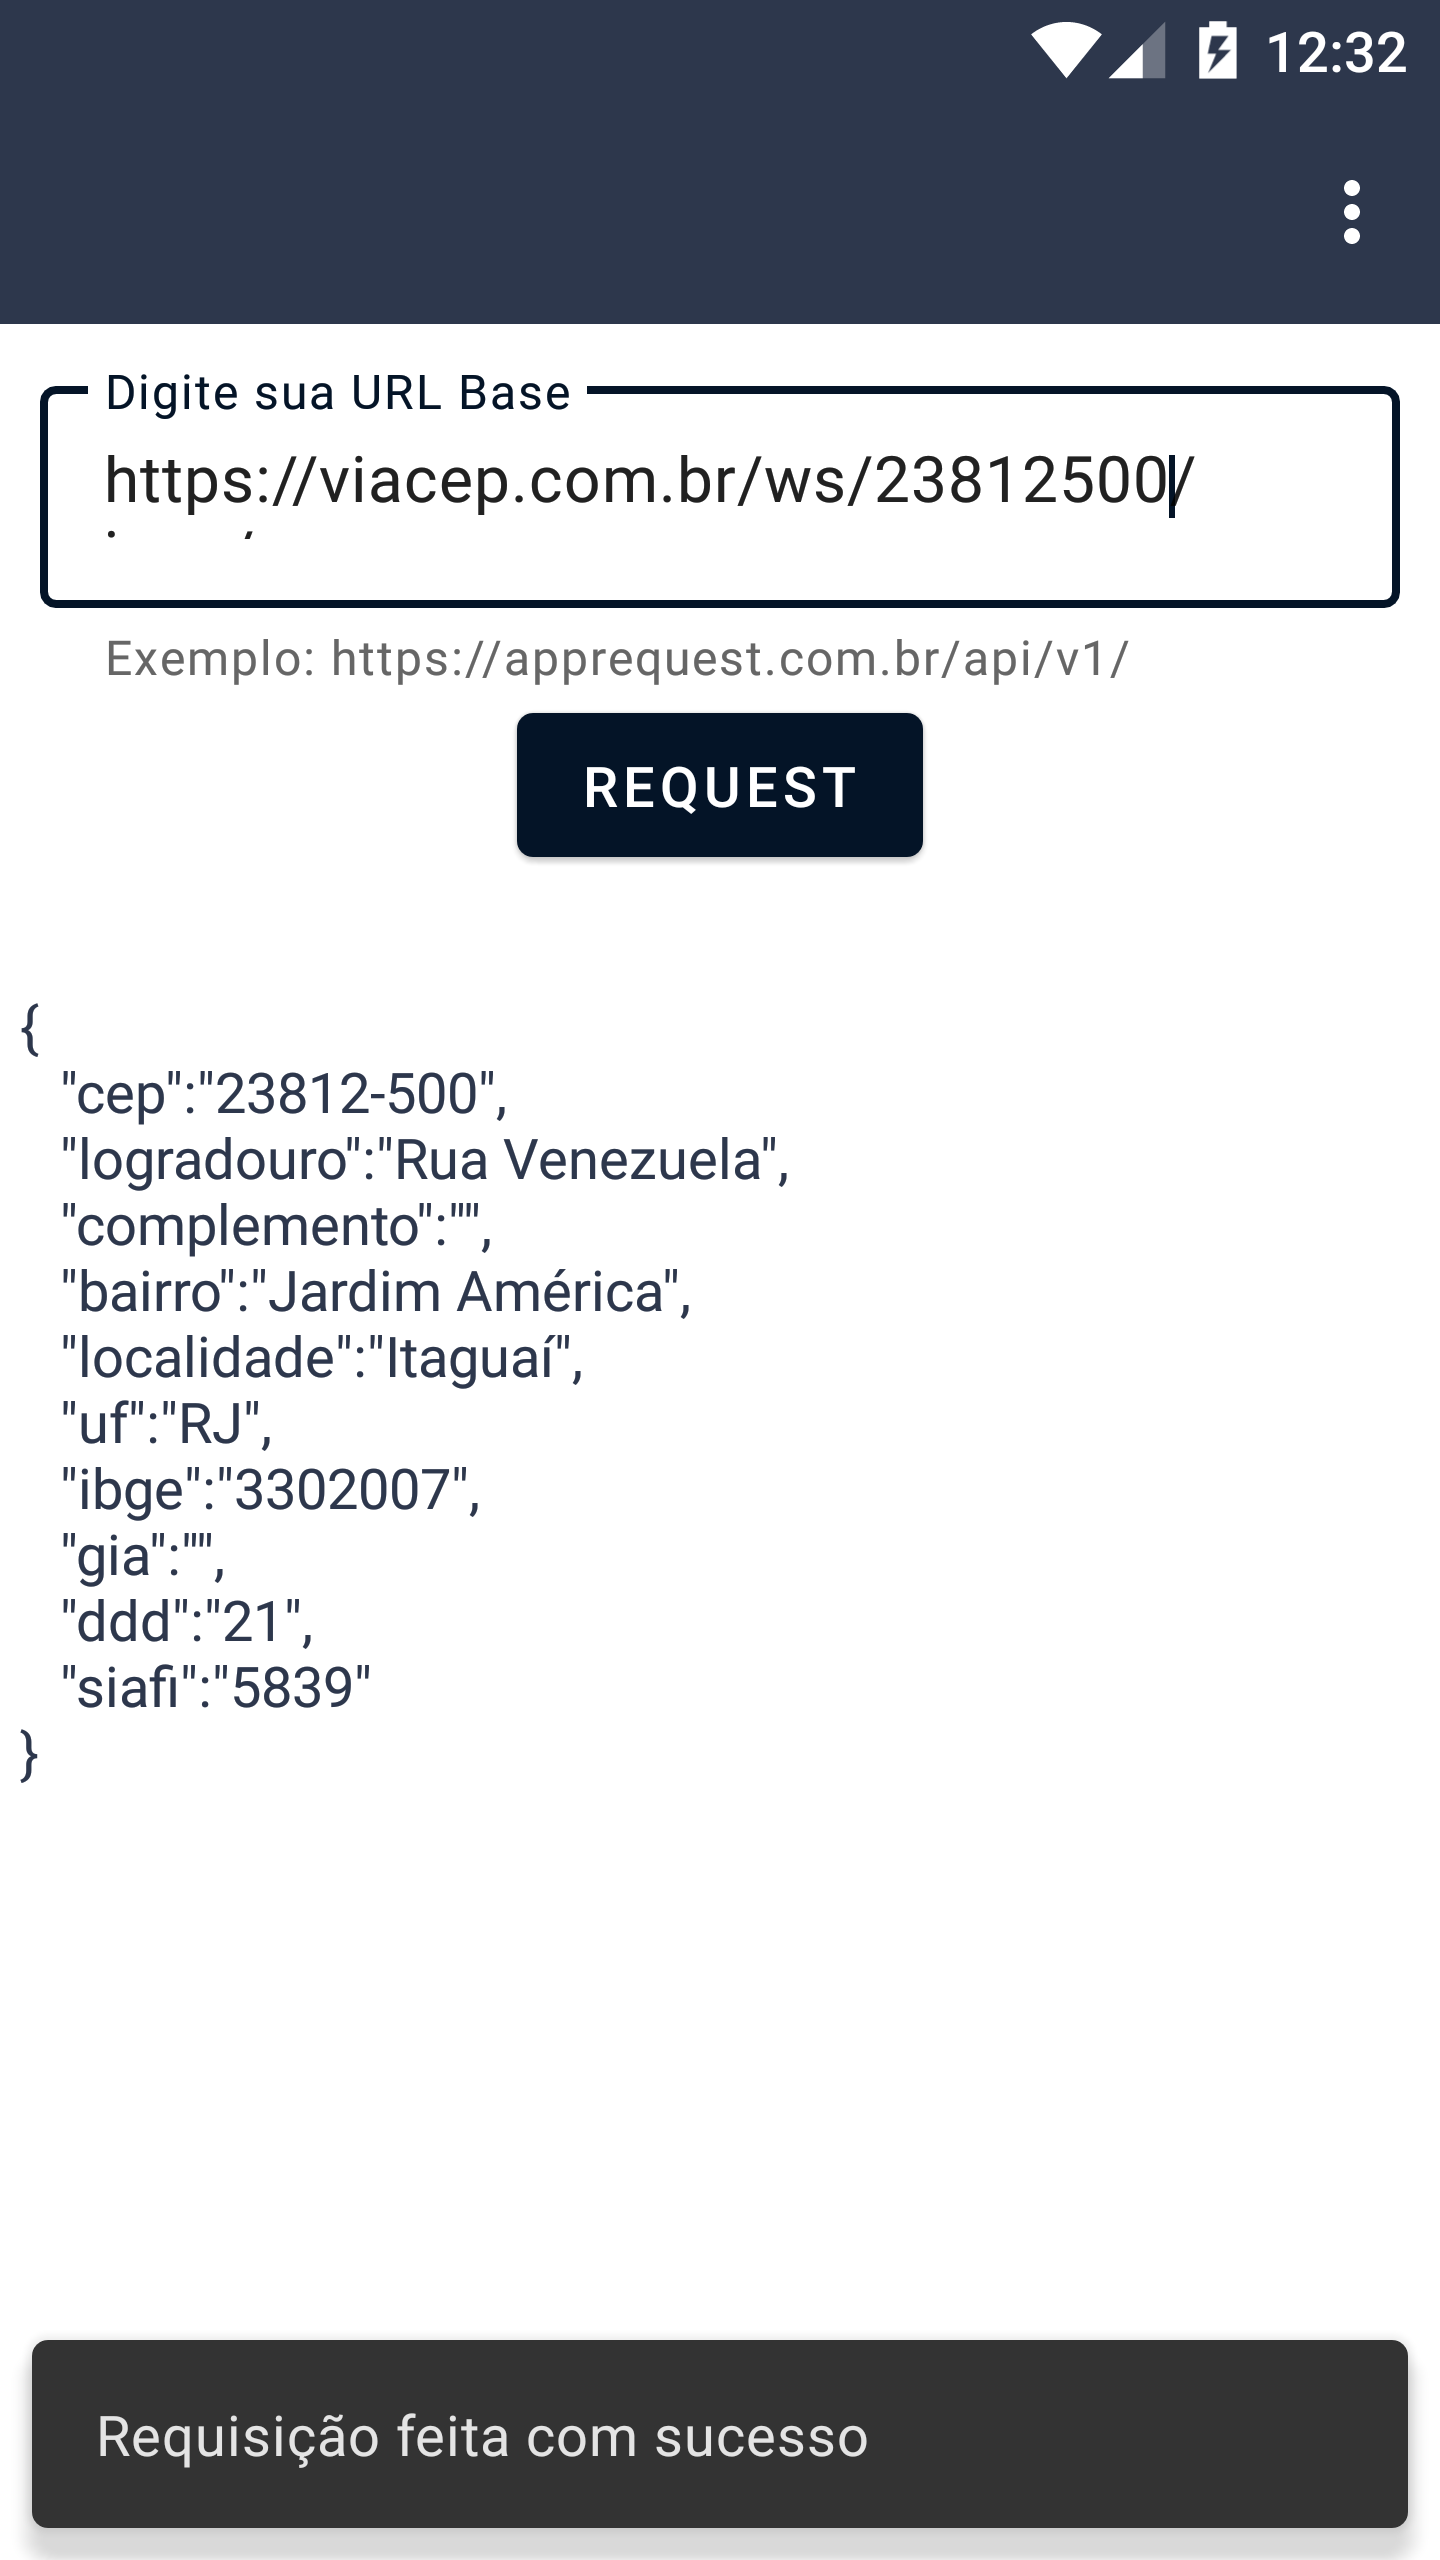 12:32
Digite sua URL Base
https://viacep.com.br/ws/23812500/
Exemplo: https://apprequest.com.br/api/v1/
REQUEST
{
"cep":"23812-500",
"logradouro":"Rua Venezuela",
"complemento":"",
"bairro":"Jardim América",
"localidade":"Itaguaí",
"uf":"RJ",
"ibge":"3302007",
"gia":"",
"ddd":"21",
"siafi":"5839"
}
Requisição feita com sucesso